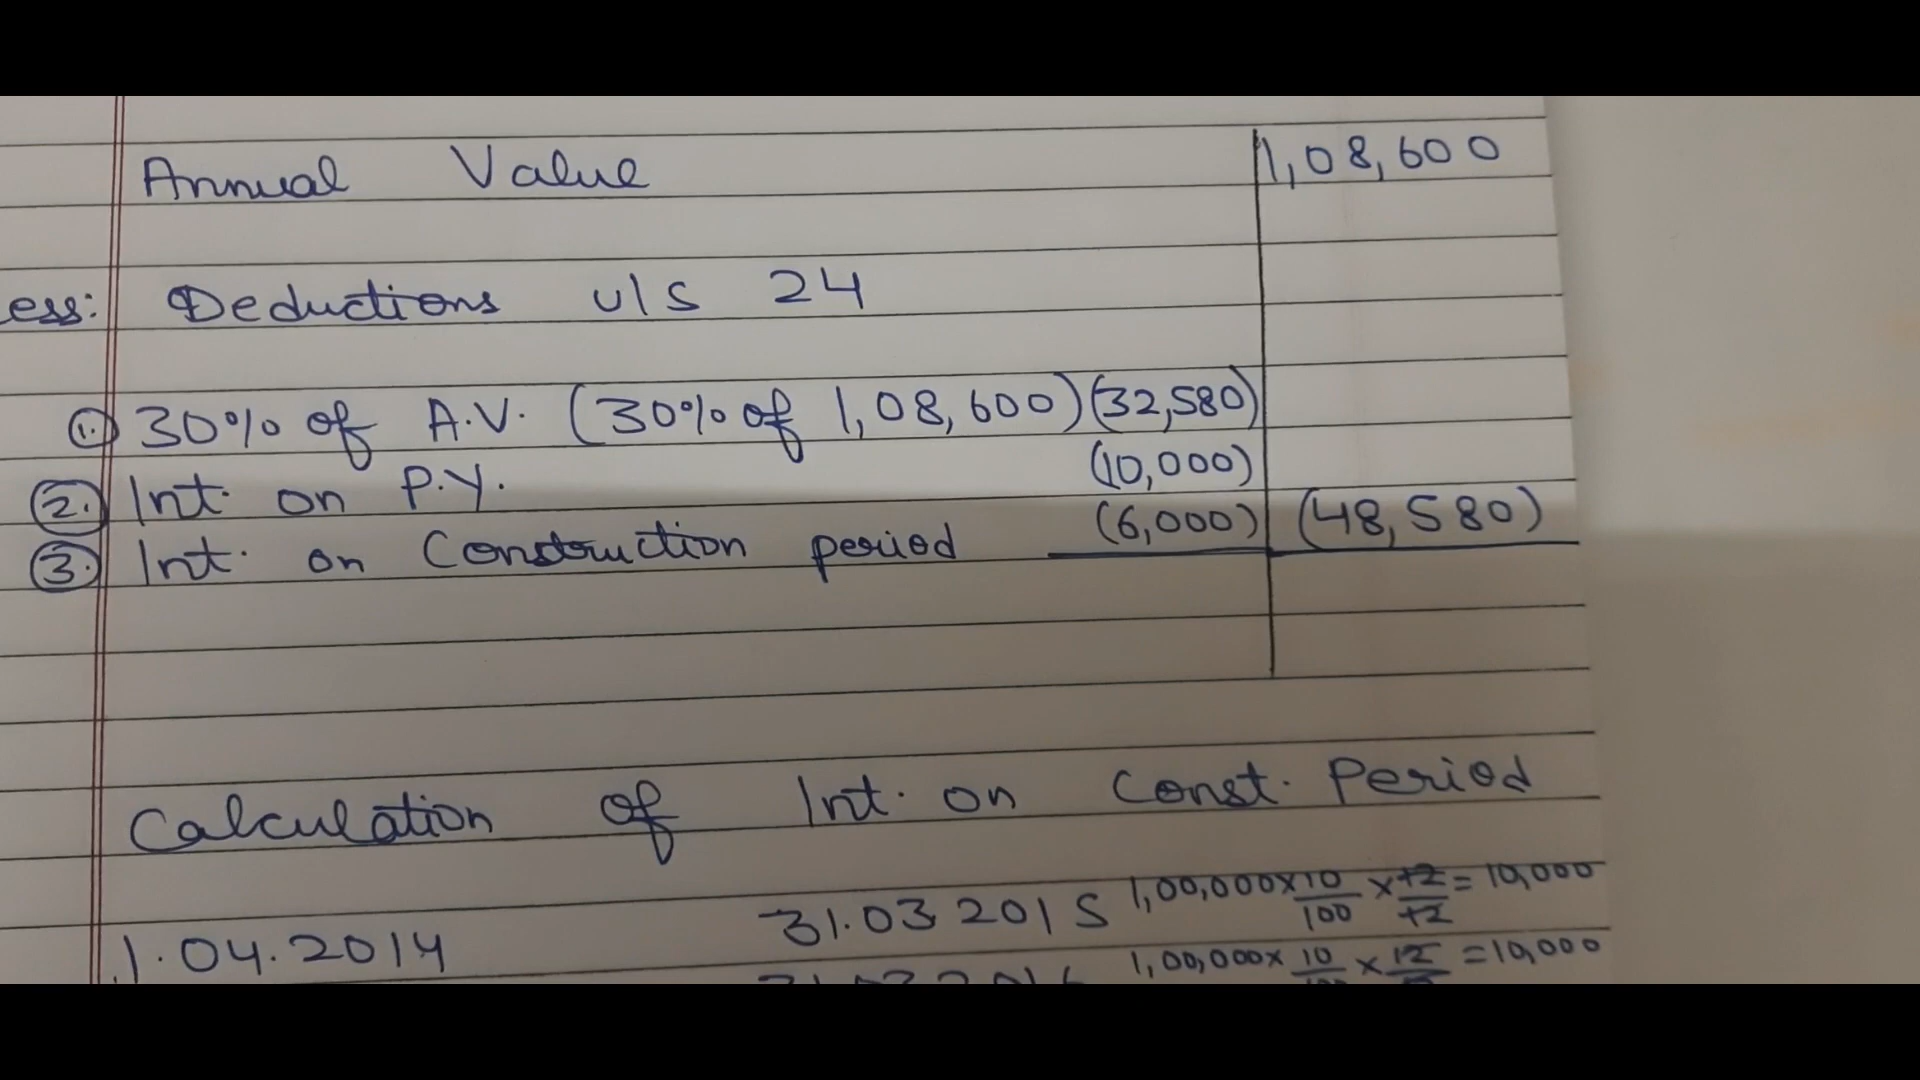 Annual Value 1,08,600
ess: Deductions u/s 24
1. 30% of A.V. (30% of 1,08,600) (32,580)
2. Int. on P.Y. (10,000)
3. Int. on Construction period (6,000) (48,580)
Calculation of Int. on Const. Period
1.04.2014 31.03 2015 1,00,000×10/100 × 12/12 = 10,000
1,00,000× 10/100 × 12 = 10,000